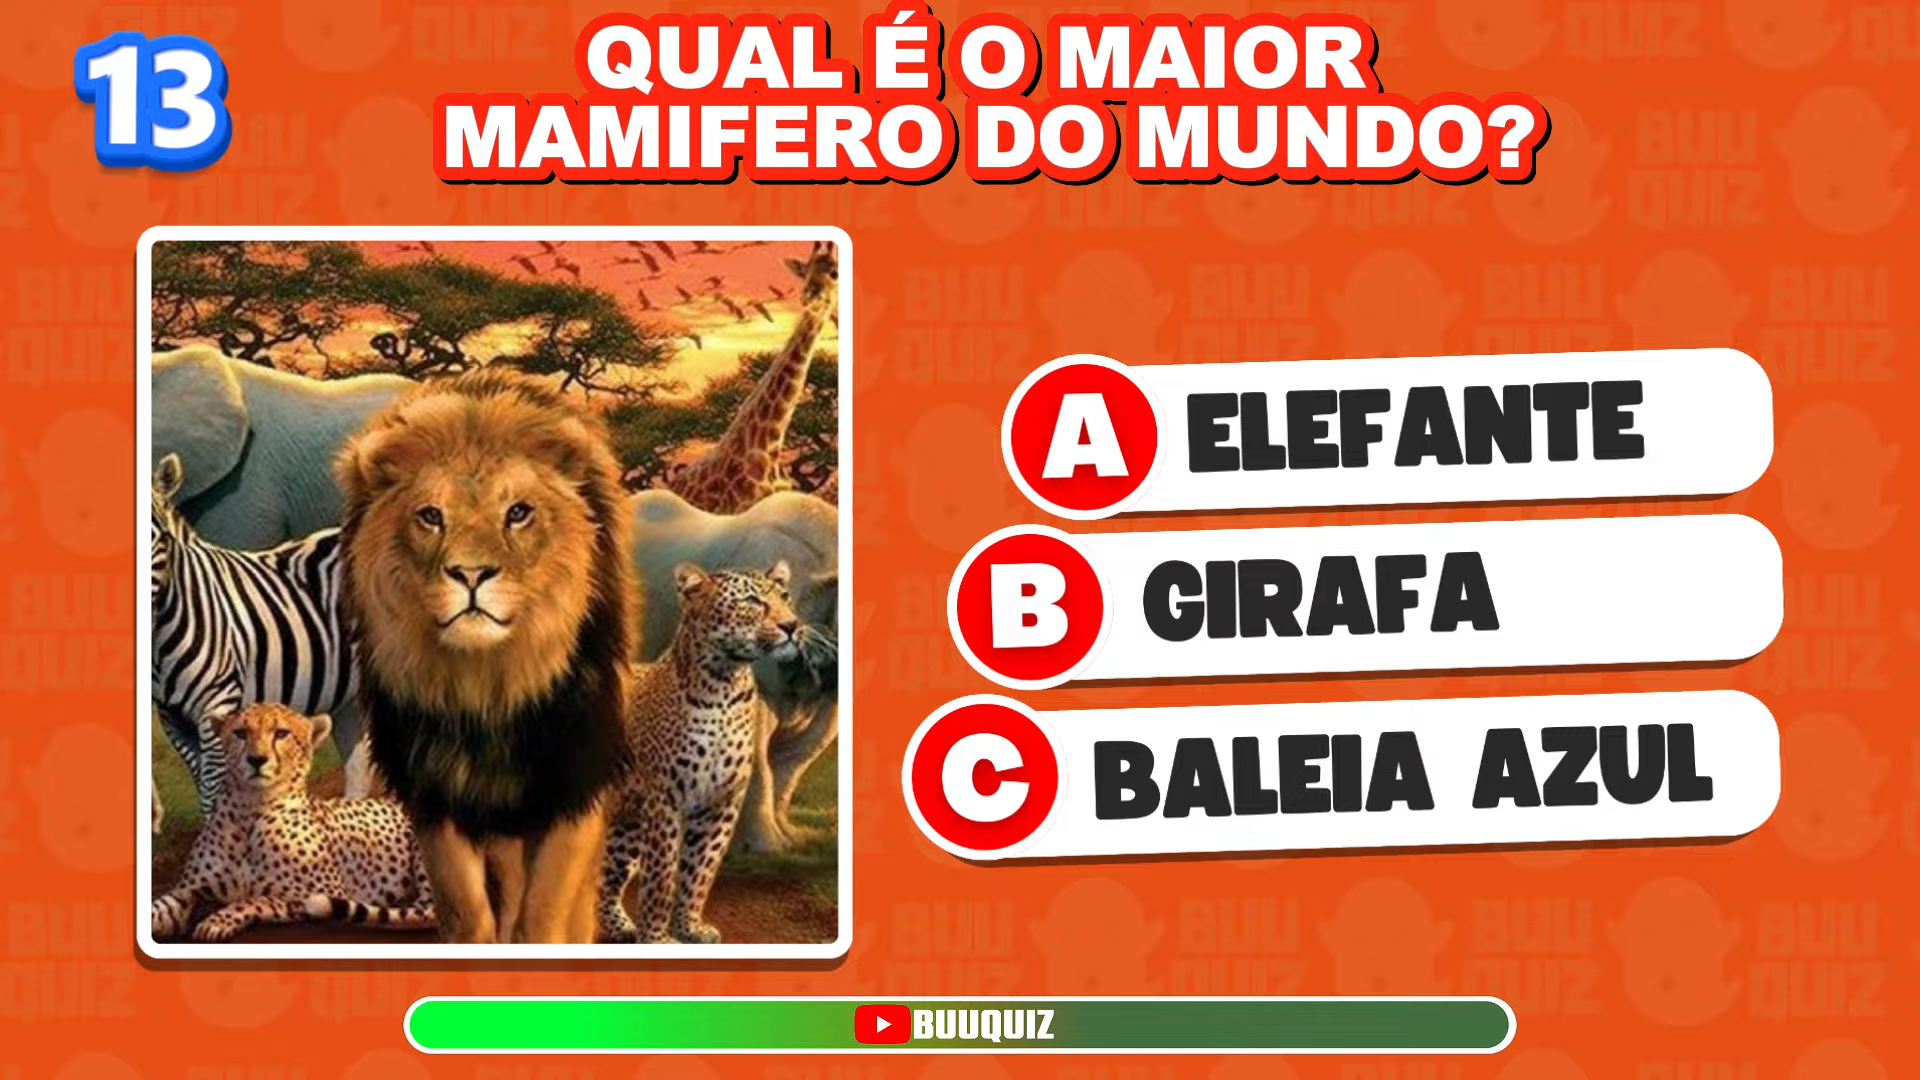 13
QUAL É O MAIOR
MAMIFERO DO MUNDO?
A ELEFANTE
B GIRAFA
C BALEIA AZUL
BUUQUIZ